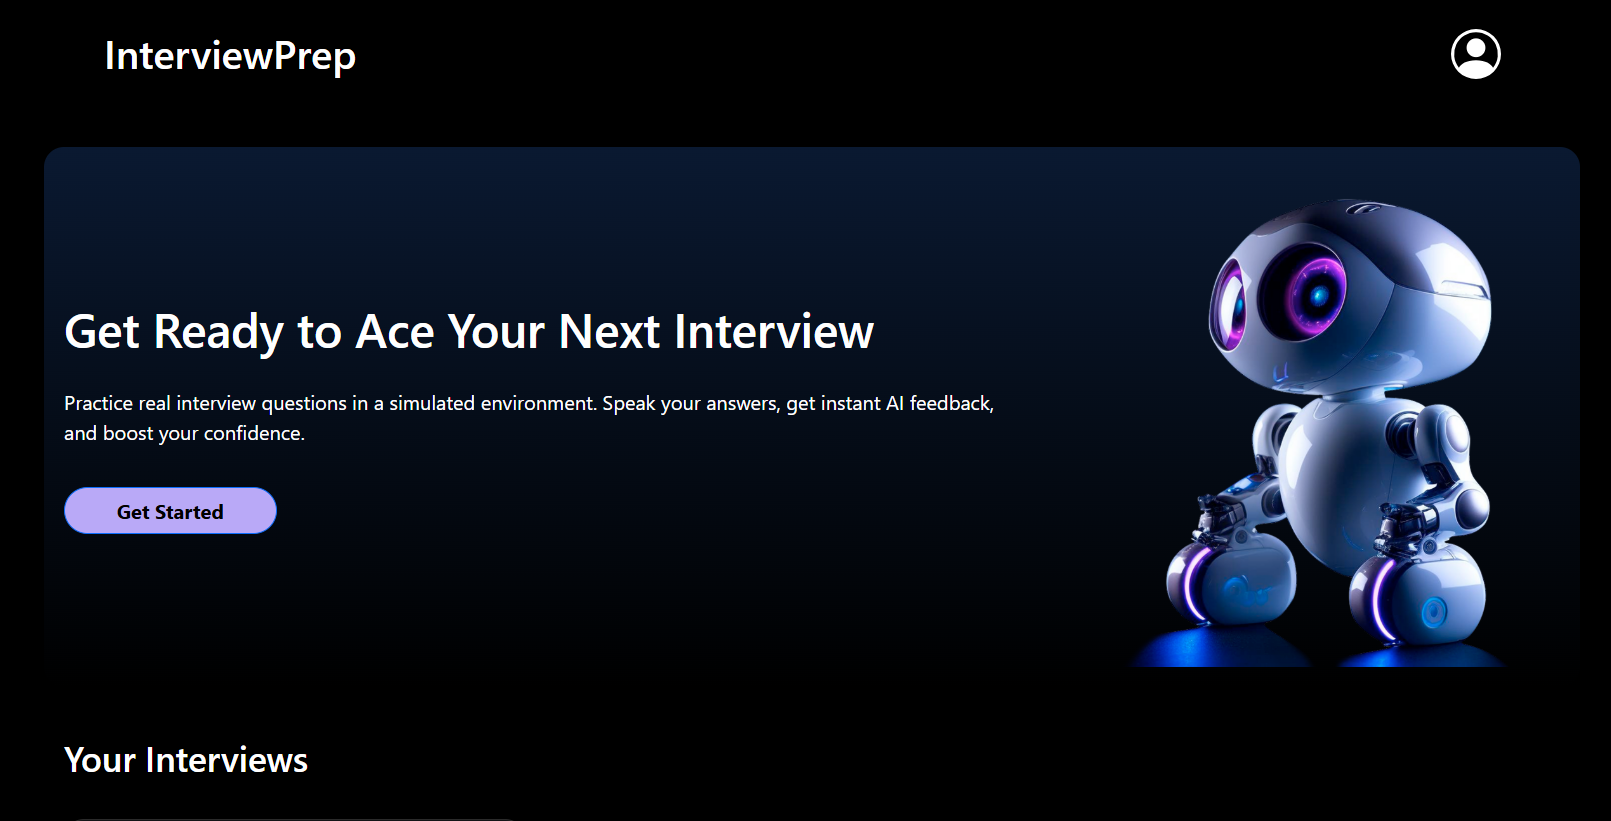 InterviewPrep
Get Ready to Ace Your Next Interview
Practice real interview questions in a simulated environment. Speak your answers, get instant AI feedback,
and boost your confidence.
Get Started
Your Interviews